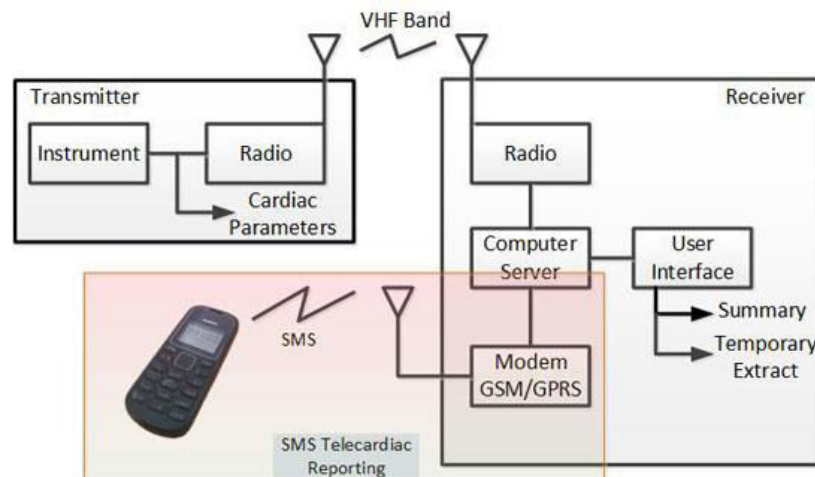 VHF Band
Transmitter
Receiver
Instrument
Radio
Cardiac
Parameters
Radio
Computer
Server
User
Interface
Summary
Temporary
Extract
SMS
Modem
GSM/GPRS
SMS Telecardiac
Reporting